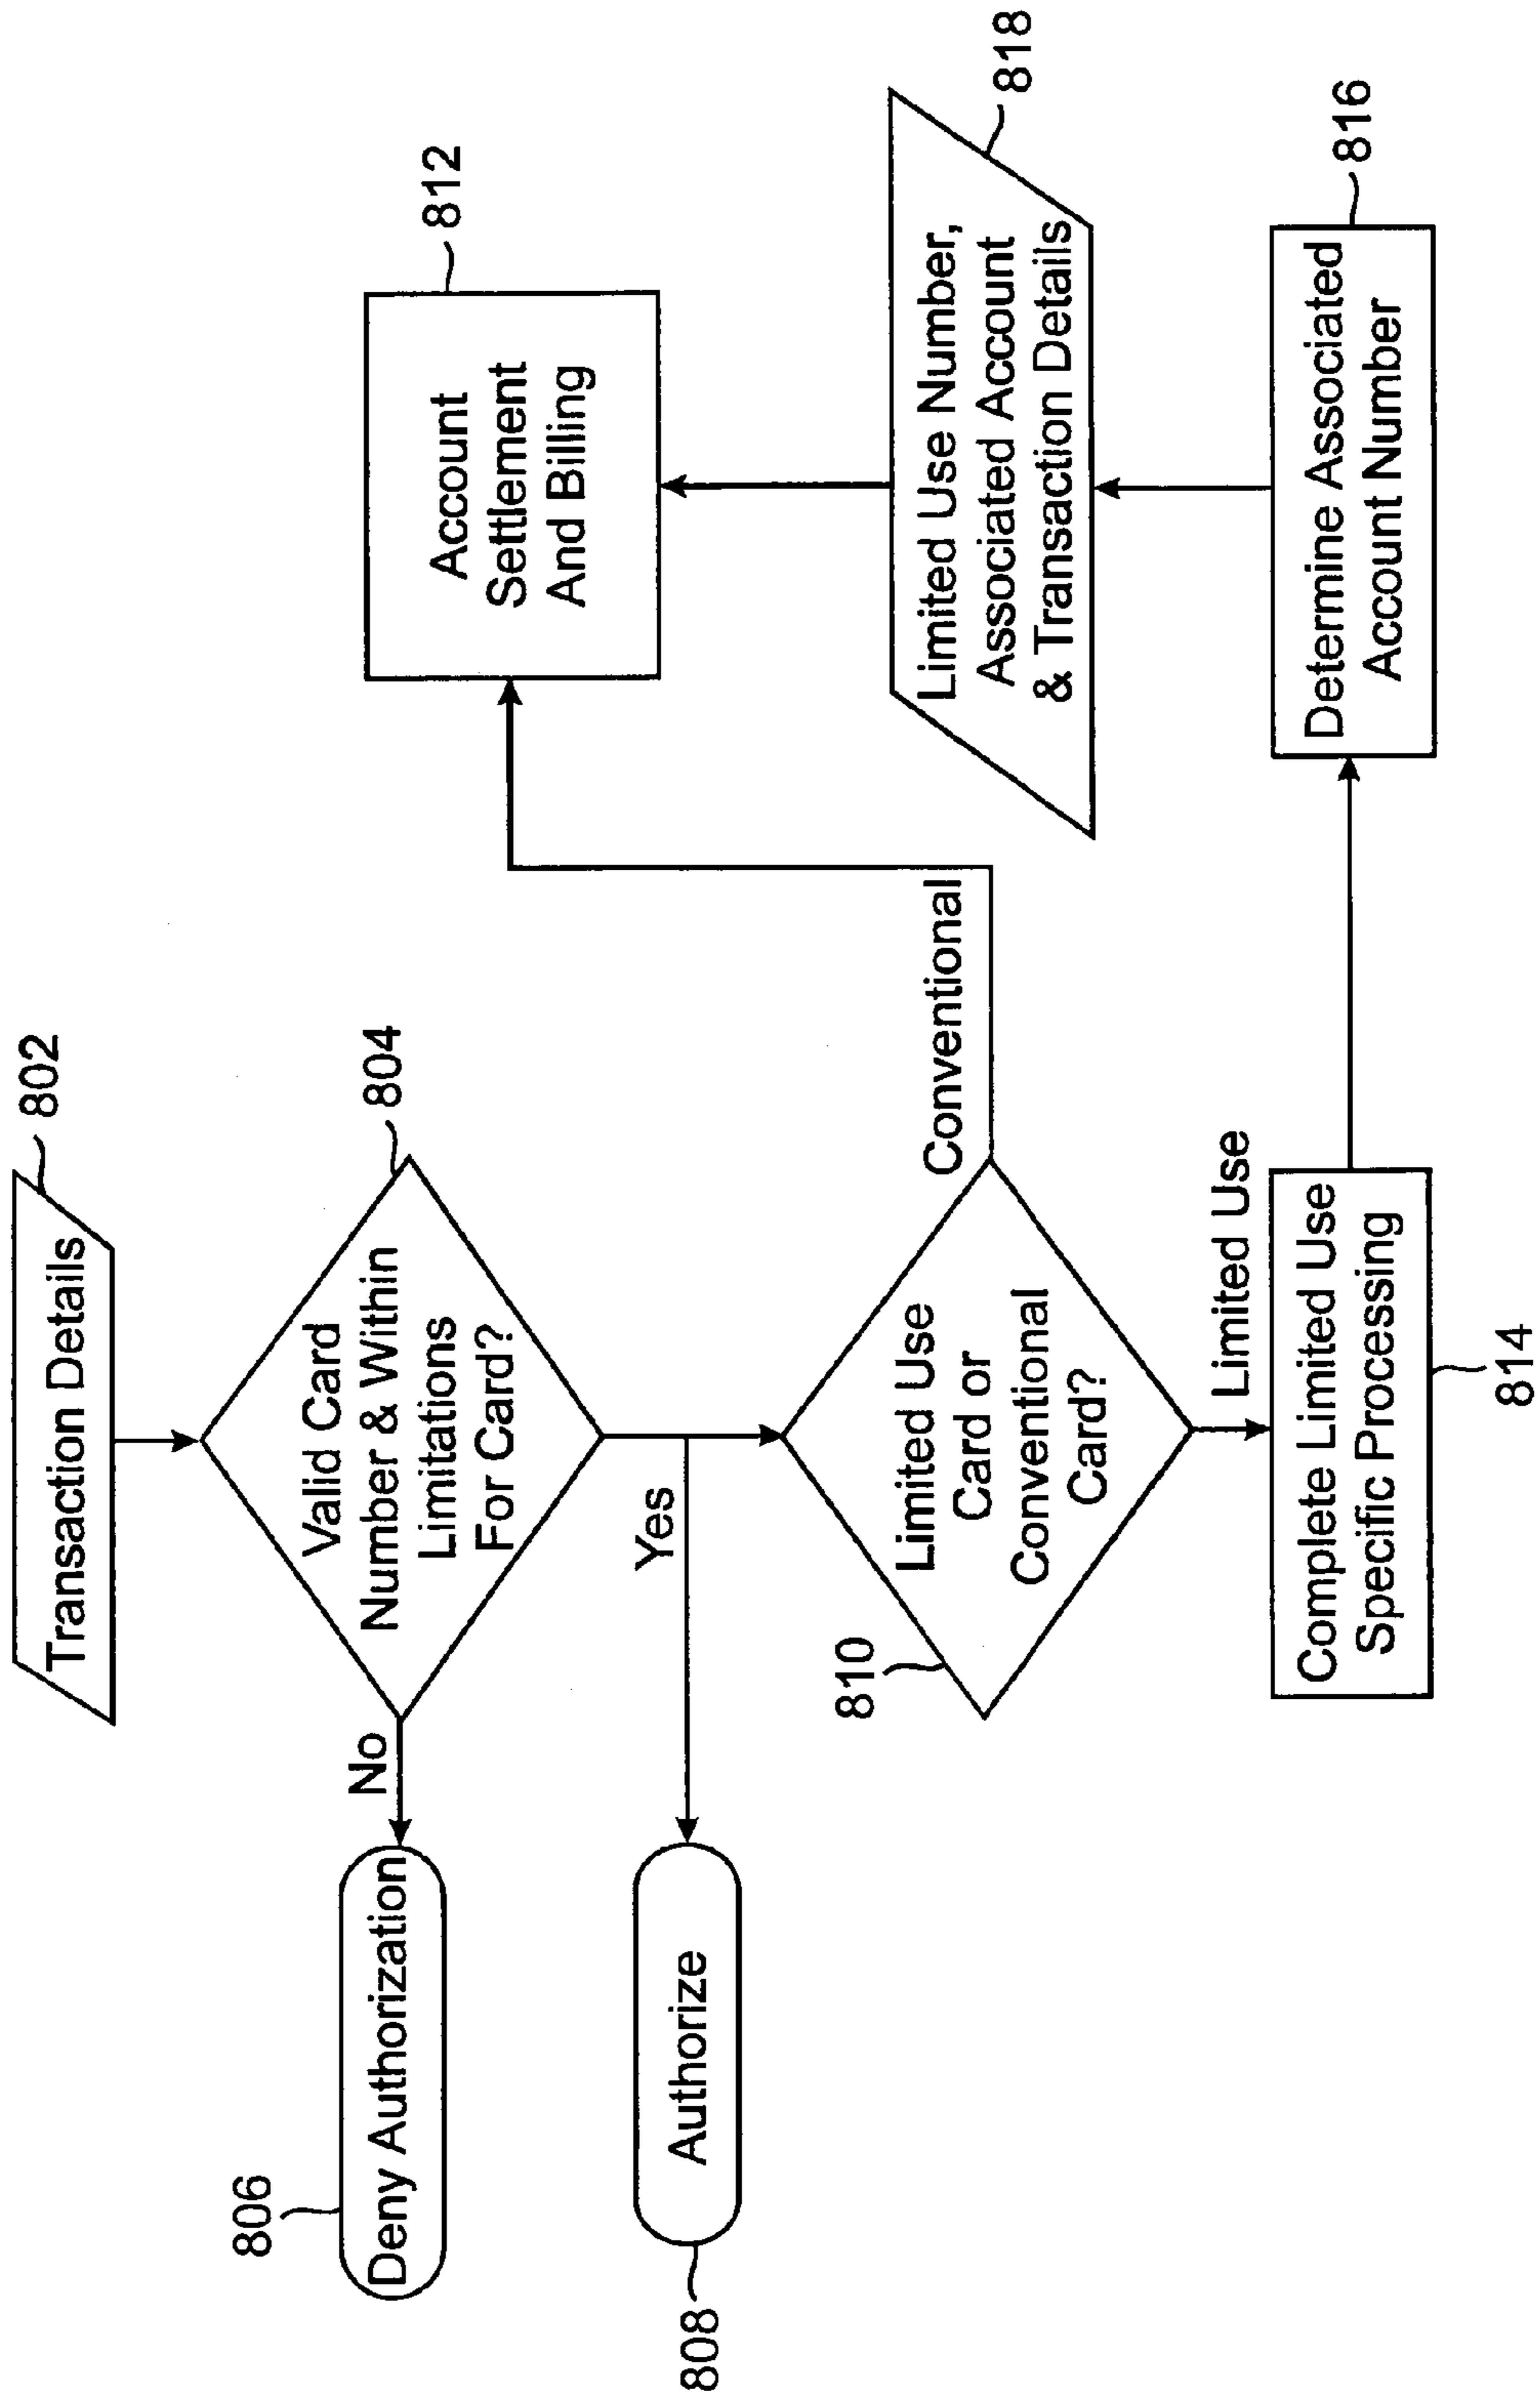 802
Transaction Details
804
Valid Card
Number & Within
Limitations
For Card?
No
806
Deny Authorization
Yes
808
Authorize
810
Limited Use
Card or
Conventional
Card?
Conventional
812
Account
Settlement
And Billing
Limited Use
Complete Limited Use
Specific Processing
814
Determine Associated
Account Number
816
Limited Use Number,
Associated Account
& Transaction Details
818